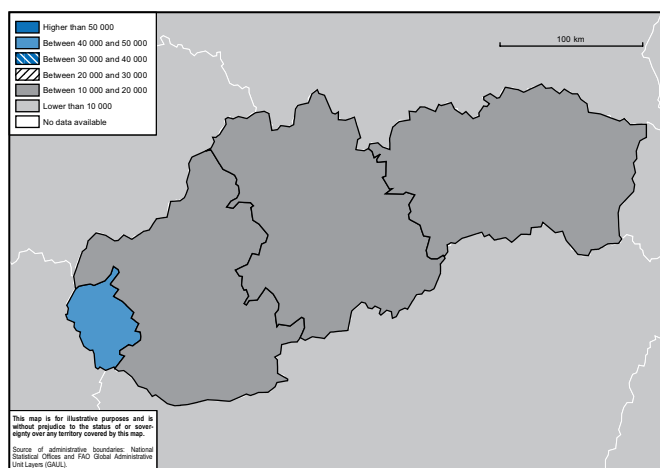 Higher than 50 000
Between 40 000 and 50 000
Between 30 000 and 40 000
Between 20 000 and 30 000
Between 10 000 and 20 000
Lower than 10 000
No data available
100 km
This map is for illustrative purposes and is
without prejudice to the status of or sover-
eignty over any territory covered by this map.
Source of administrative boundaries: National
Statistical Offices and FAO Global Administrative
Unit Layers (GAUL).